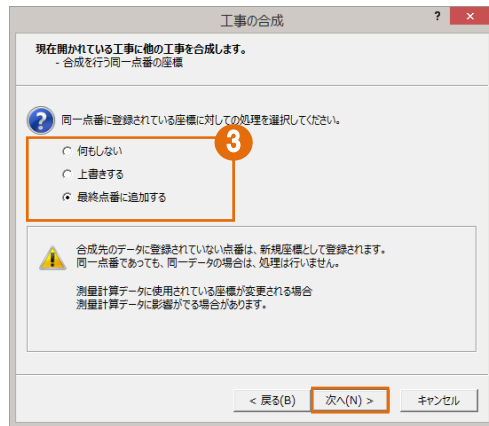 工事の合成
? ×
現在開かれている工事に他の工事を合成します。
- 合成を行う同一点番の座標
? 同一点番に登録されている座標に対しての処理を選択してください。
3
何もしない
上書きする
最終点番に追加する
合成先のデータに登録されていない点番は、新規座標として登録されます。
同一点番であっても、同一データの場合は、処理は行いません。
測量計算データに使用されている座標が変更される場合
測量計算データに影響がでる場合があります。
< 戻る(B) 次へ(N) > キャンセル